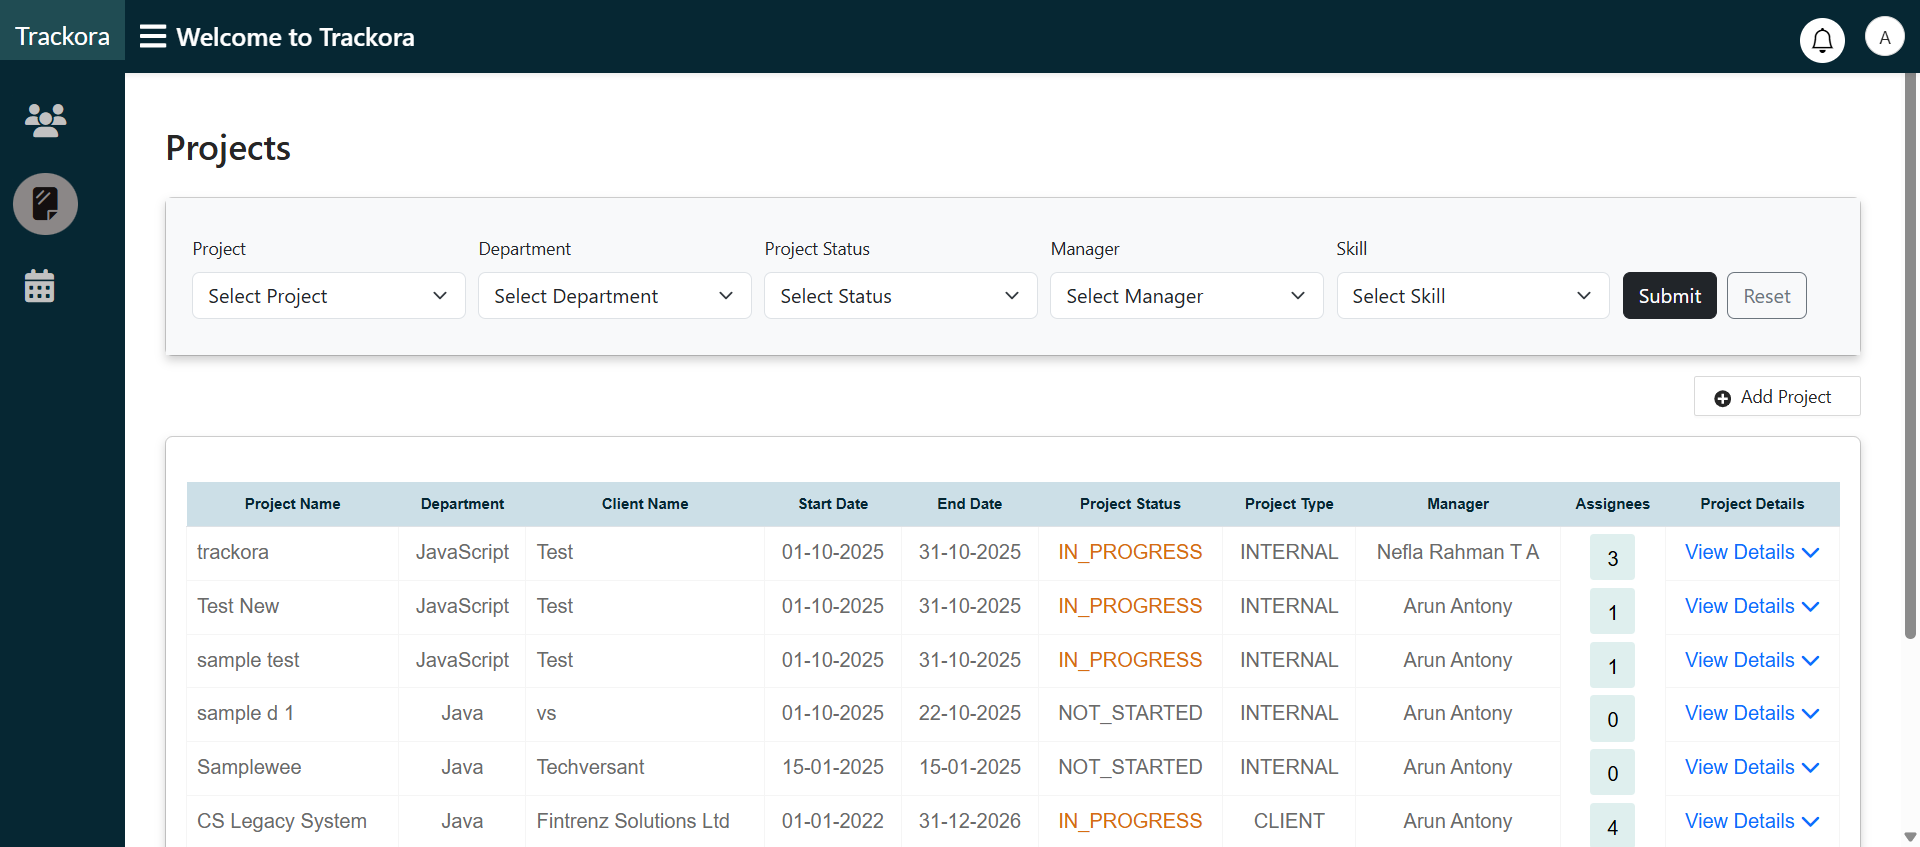 Trackora
Welcome to Trackora
A
Projects
Project Department Project Status Manager Skill
Select Project Select Department Select Status Select Manager Select Skill Submit Reset
Add Project
Project Name Department Client Name Start Date End Date Project Status Project Type Manager Assignees Project Details
trackora JavaScript Test 01-10-2025 31-10-2025 IN_PROGRESS INTERNAL Nefla Rahman T A 3 View Details
Test New JavaScript Test 01-10-2025 31-10-2025 IN_PROGRESS INTERNAL Arun Antony 1 View Details
sample test JavaScript Test 01-10-2025 31-10-2025 IN_PROGRESS INTERNAL Arun Antony 1 View Details
sample d 1 Java vs 01-10-2025 22-10-2025 NOT_STARTED INTERNAL Arun Antony 0 View Details
Samplewee Java Techversant 15-01-2025 15-01-2025 NOT_STARTED INTERNAL Arun Antony 0 View Details
CS Legacy System Java Fintrenz Solutions Ltd 01-01-2022 31-12-2026 IN_PROGRESS CLIENT Arun Antony 4 View Details